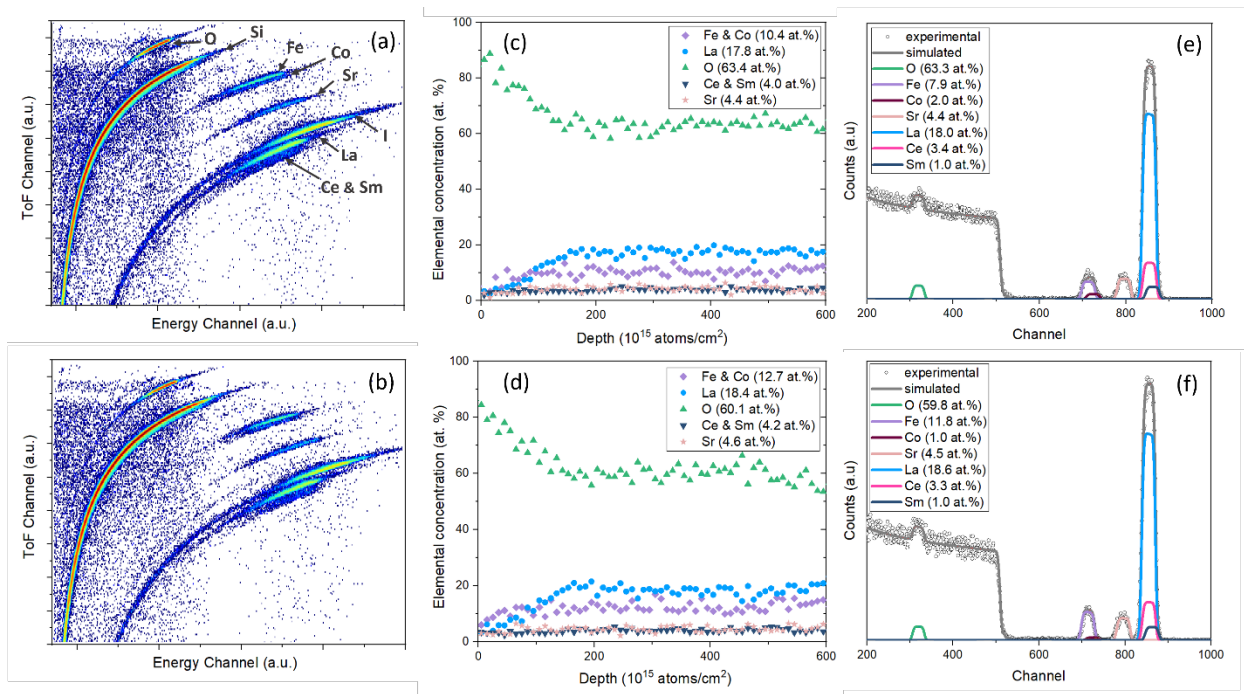 (a)
O
Si
Fe
Co
Sr
I
La
Ce & Sm
ToF Channel (a.u.)
Energy Channel (a.u.)
(c)
Fe & Co (10.4 at.%)
La (17.8 at.%)
O (63.4 at.%)
Ce & Sm (4.0 at.%)
Sr (4.4 at.%)
100
80
60
40
20
0
0 200 400 600
Elemental concentration (at. %)
Depth (10¹⁵ atoms/cm²)
(e)
experimental
simulated
O (63.3 at.%)
Fe (7.9 at.%)
Co (2.0 at.%)
Sr (4.4 at.%)
La (18.0 at.%)
Ce (3.4 at.%)
Sm (1.0 at.%)
Counts (a.u)
200 400 600 800 1000
Channel
(b)
ToF Channel (a.u.)
Energy Channel (a.u.)
(d)
Fe & Co (12.7 at.%)
La (18.4 at.%)
O (60.1 at.%)
Ce & Sm (4.2 at.%)
Sr (4.6 at.%)
100
80
60
40
20
0
0 200 400 600
Elemental concentration (at. %)
Depth (10¹⁵ atoms/cm²)
(f)
experimental
simulated
O (59.8 at.%)
Fe (11.8 at.%)
Co (1.0 at.%)
Sr (4.5 at.%)
La (18.6 at.%)
Ce (3.3 at.%)
Sm (1.0 at.%)
Counts (a.u)
200 400 600 800 1000
Channel